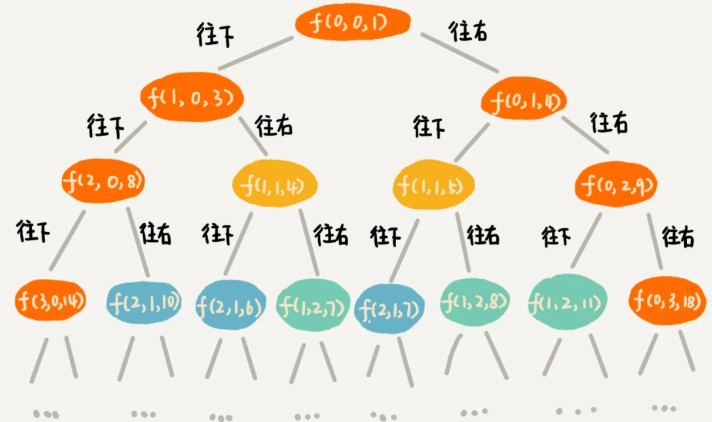 f(0,0,1)
往下 往右
f(1,0,3) f(0,1,4)
往下 往右 往下 往右
f(2,0,8) f(1,1,4) f(1,1,5) f(0,2,9)
往下 往右 往下 往右 往下 往右 往下 往右
f(3,0,14) f(2,1,10) f(2,1,6) f(1,2,7) f(2,1,7) f(1,2,8) f(1,2,11) f(0,3,18)
... ... ... ... ... ... ... ...